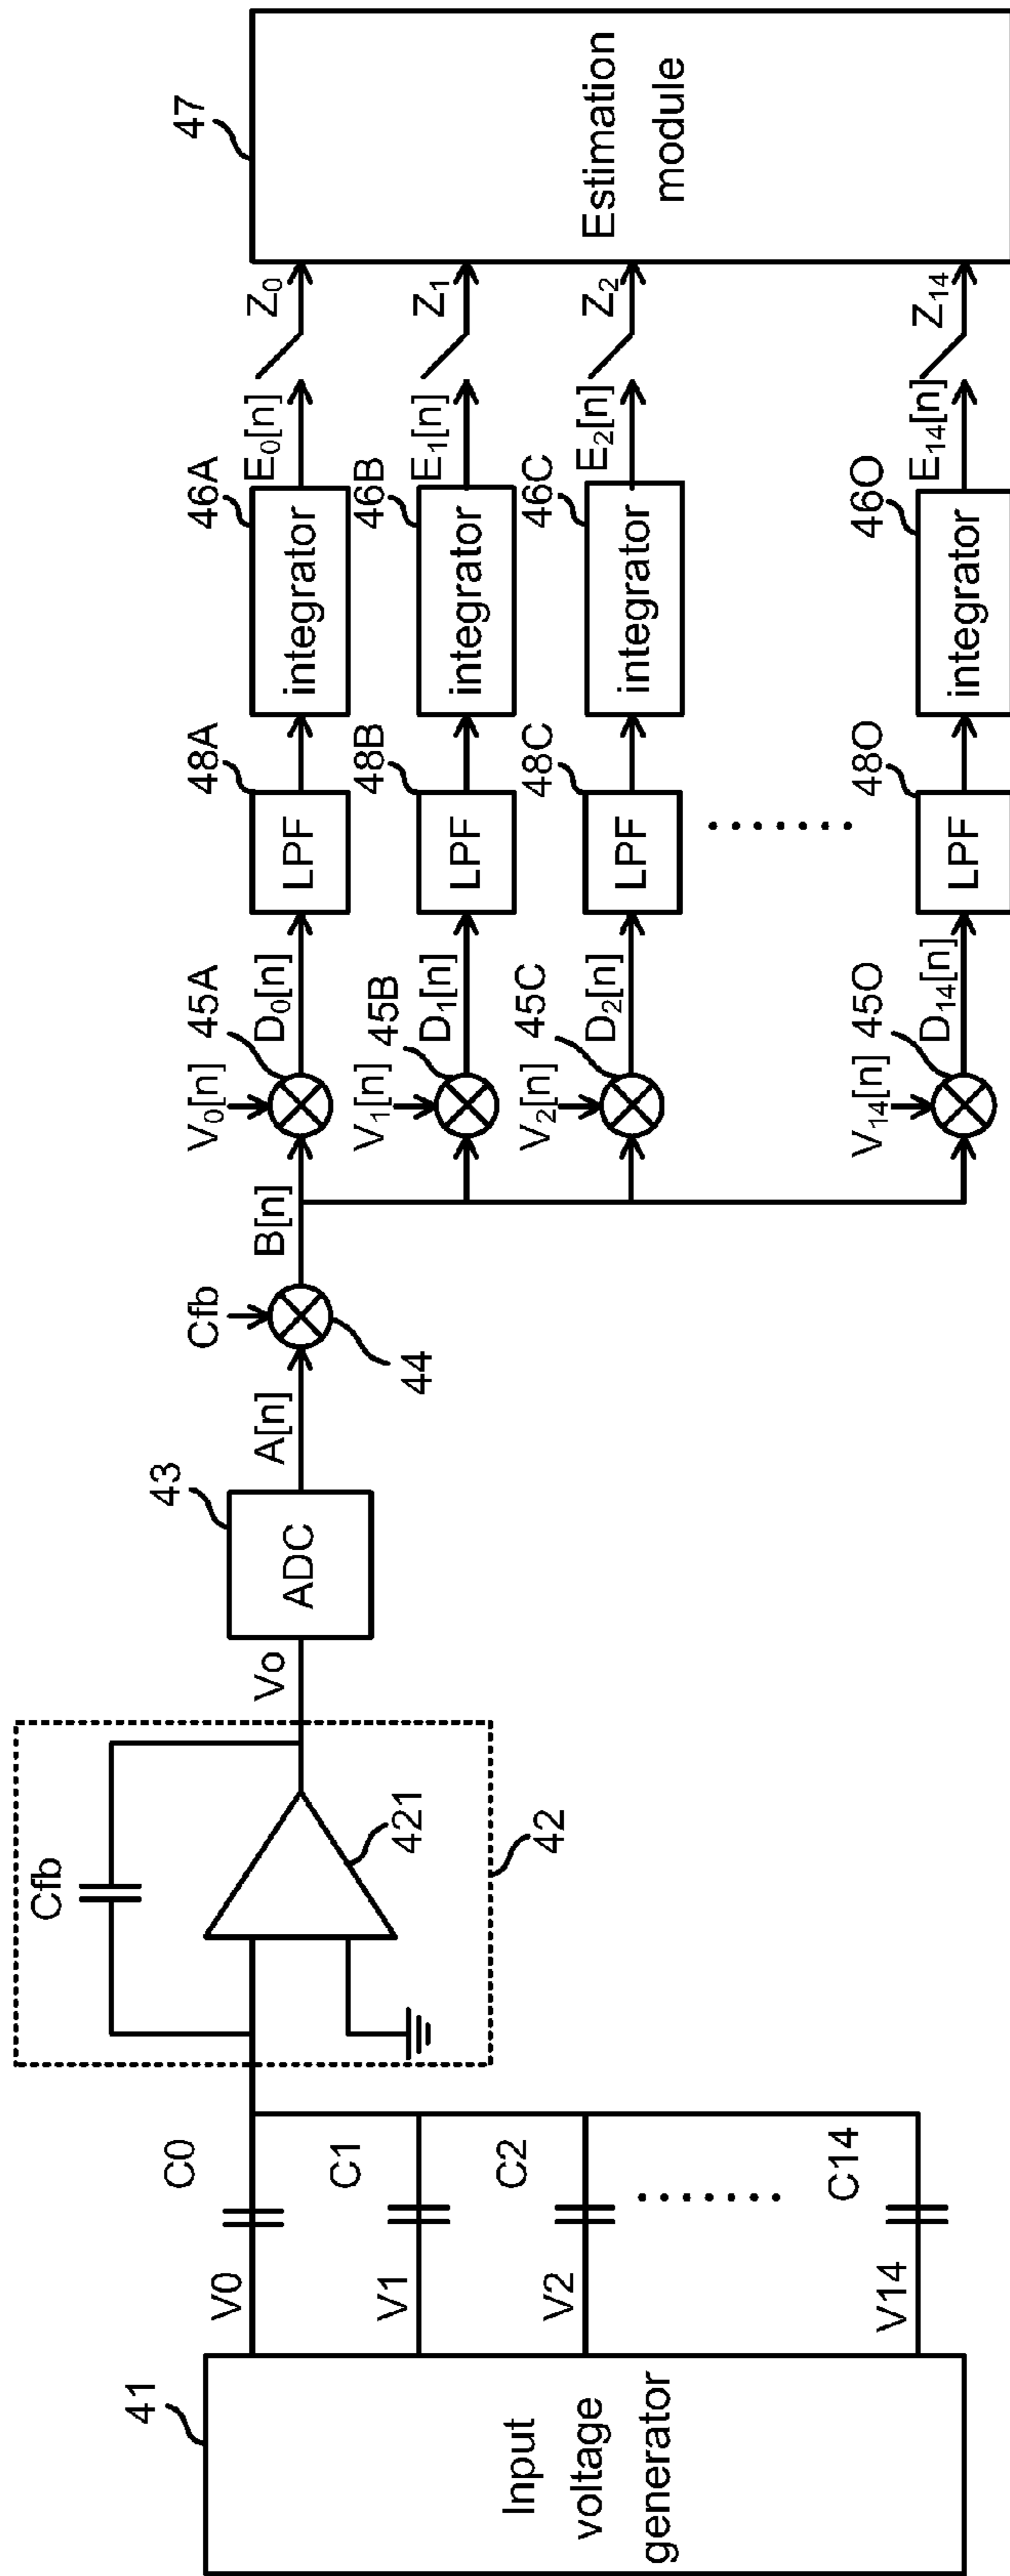 41
Input
voltage
generator
V0
C0
V1
C1
V2
C2
V14
C14
Cfb
421
42
Vo
43
ADC
A[n]
Cfb
44
B[n]
V0[n]
45A
D0[n]
V1[n]
45B
D1[n]
V2[n]
45C
D2[n]
V14[n]
45O
D14[n]
48A
LPF
48B
LPF
48C
LPF
48O
LPF
46A
integrator
46B
integrator
46C
integrator
46O
integrator
E0[n]
Z0
E1[n]
Z1
E2[n]
Z2
E14[n]
Z14
47
Estimation
module